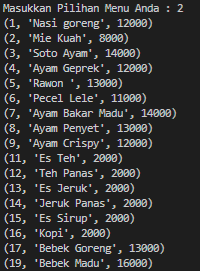 Masukkan Pilihan Menu Anda : 2
(1, 'Nasi goreng', 12000)
(2, 'Mie Kuah', 8000)
(3, 'Soto Ayam', 14000)
(4, 'Ayam Geprek', 12000)
(5, 'Rawon ', 13000)
(6, 'Pecel Lele', 11000)
(7, 'Ayam Bakar Madu', 14000)
(8, 'Ayam Penyet', 13000)
(9, 'Ayam Crispy', 12000)
(11, 'Es Teh', 2000)
(12, 'Teh Panas', 2000)
(13, 'Es Jeruk', 2000)
(14, 'Jeruk Panas', 2000)
(15, 'Es Sirup', 2000)
(16, 'Kopi', 2000)
(17, 'Bebek Goreng', 13000)
(19, 'Bebek Madu', 16000)